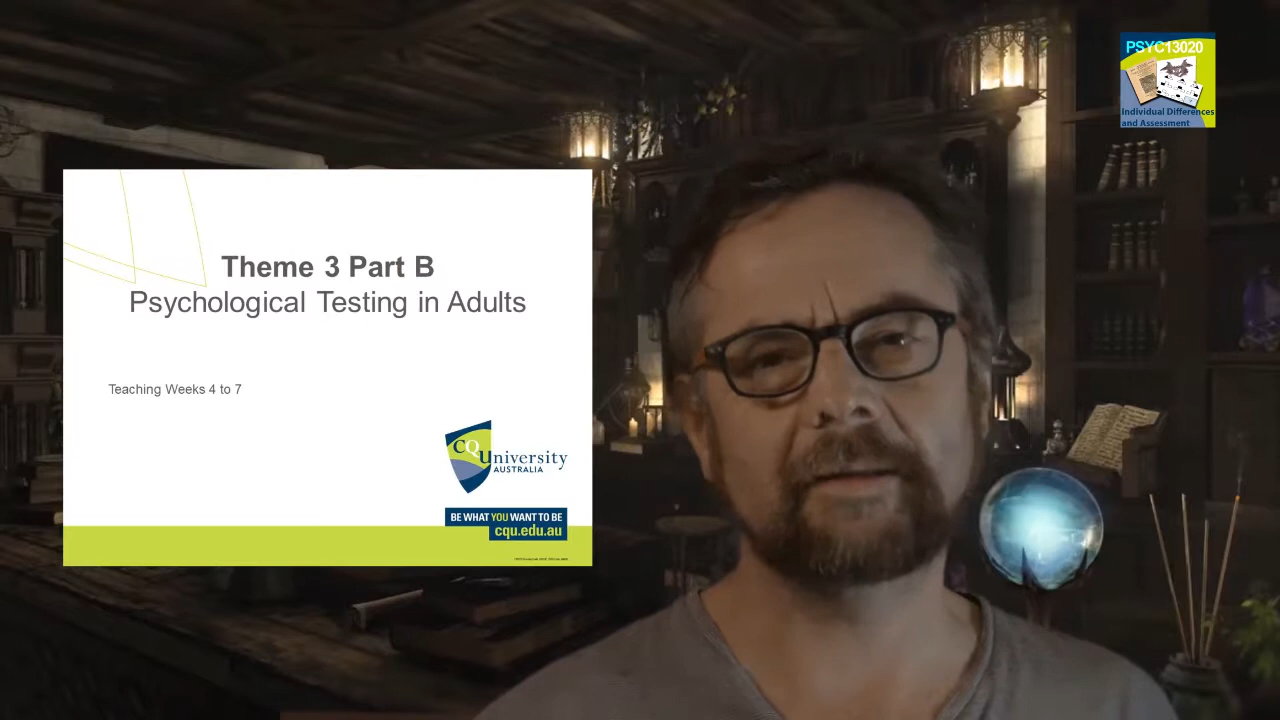 PSYC13020
Individual Differences
and Assessment
Theme 3 Part B
Psychological Testing in Adults
Teaching Weeks 4 to 7
CQUniversity
AUSTRALIA
BE WHAT YOU WANT TO BE
cqu.edu.au